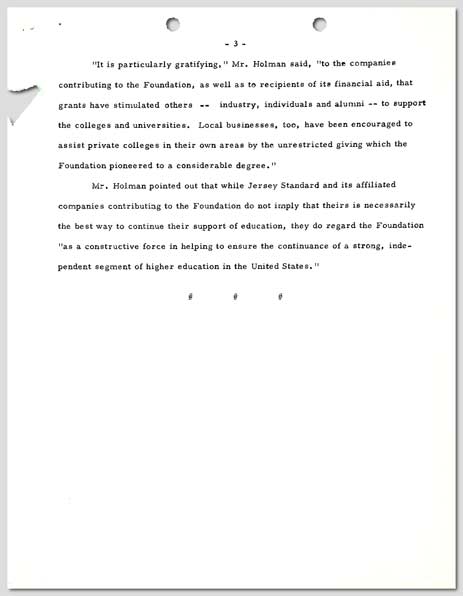 - 3 -
"It is particularly gratifying," Mr. Holman said, "to the companies
contributing to the Foundation, as well as to recipients of its financial aid, that
grants have stimulated others -- industry, individuals and alumni -- to support
the colleges and universities. Local businesses, too, have been encouraged to
assist private colleges in their own areas by the unrestricted giving which the
Foundation pioneered to a considerable degree."
Mr. Holman pointed out that while Jersey Standard and its affiliated
companies contributing to the Foundation do not imply that theirs is necessarily
the best way to continue their support of education, they do regard the Foundation
"as a constructive force in helping to ensure the continuance of a strong, inde-
pendent segment of higher education in the United States."
# # #